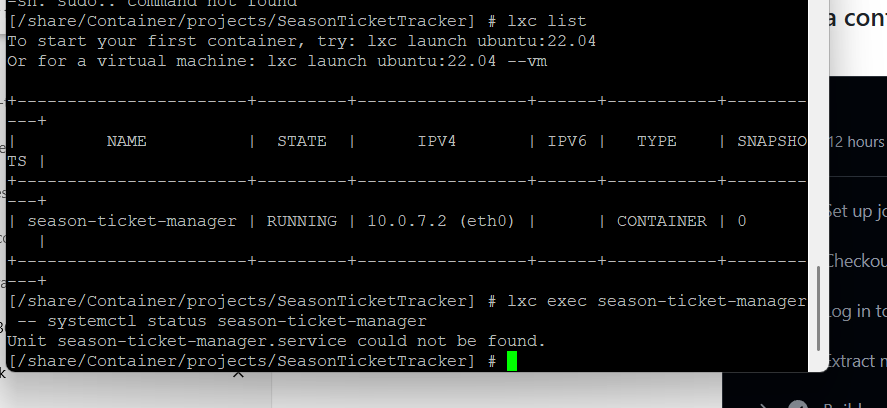 -sh: sudo:: command not found
[/share/Container/projects/SeasonTicketTracker] # lxc list
To start your first container, try: lxc launch ubuntu:22.04
Or for a virtual machine: lxc launch ubuntu:22.04 --vm
+-----------------------+---------+-----------------+------+-----------+---------
---+
| NAME | STATE | IPV4 | IPV6 | TYPE | SNAPSHO
TS |
+-----------------------+---------+-----------------+------+-----------+---------
---+
| season-ticket-manager | RUNNING | 10.0.7.2 (eth0) | | CONTAINER | 0
|
+-----------------------+---------+-----------------+------+-----------+---------
---+
[/share/Container/projects/SeasonTicketTracker] # lxc exec season-ticket-manager
-- systemctl status season-ticket-manager
Unit season-ticket-manager.service could not be found.
[/share/Container/projects/SeasonTicketTracker] #
a con
12 hours
Set up jo
Checkou
Log in to
Extract m